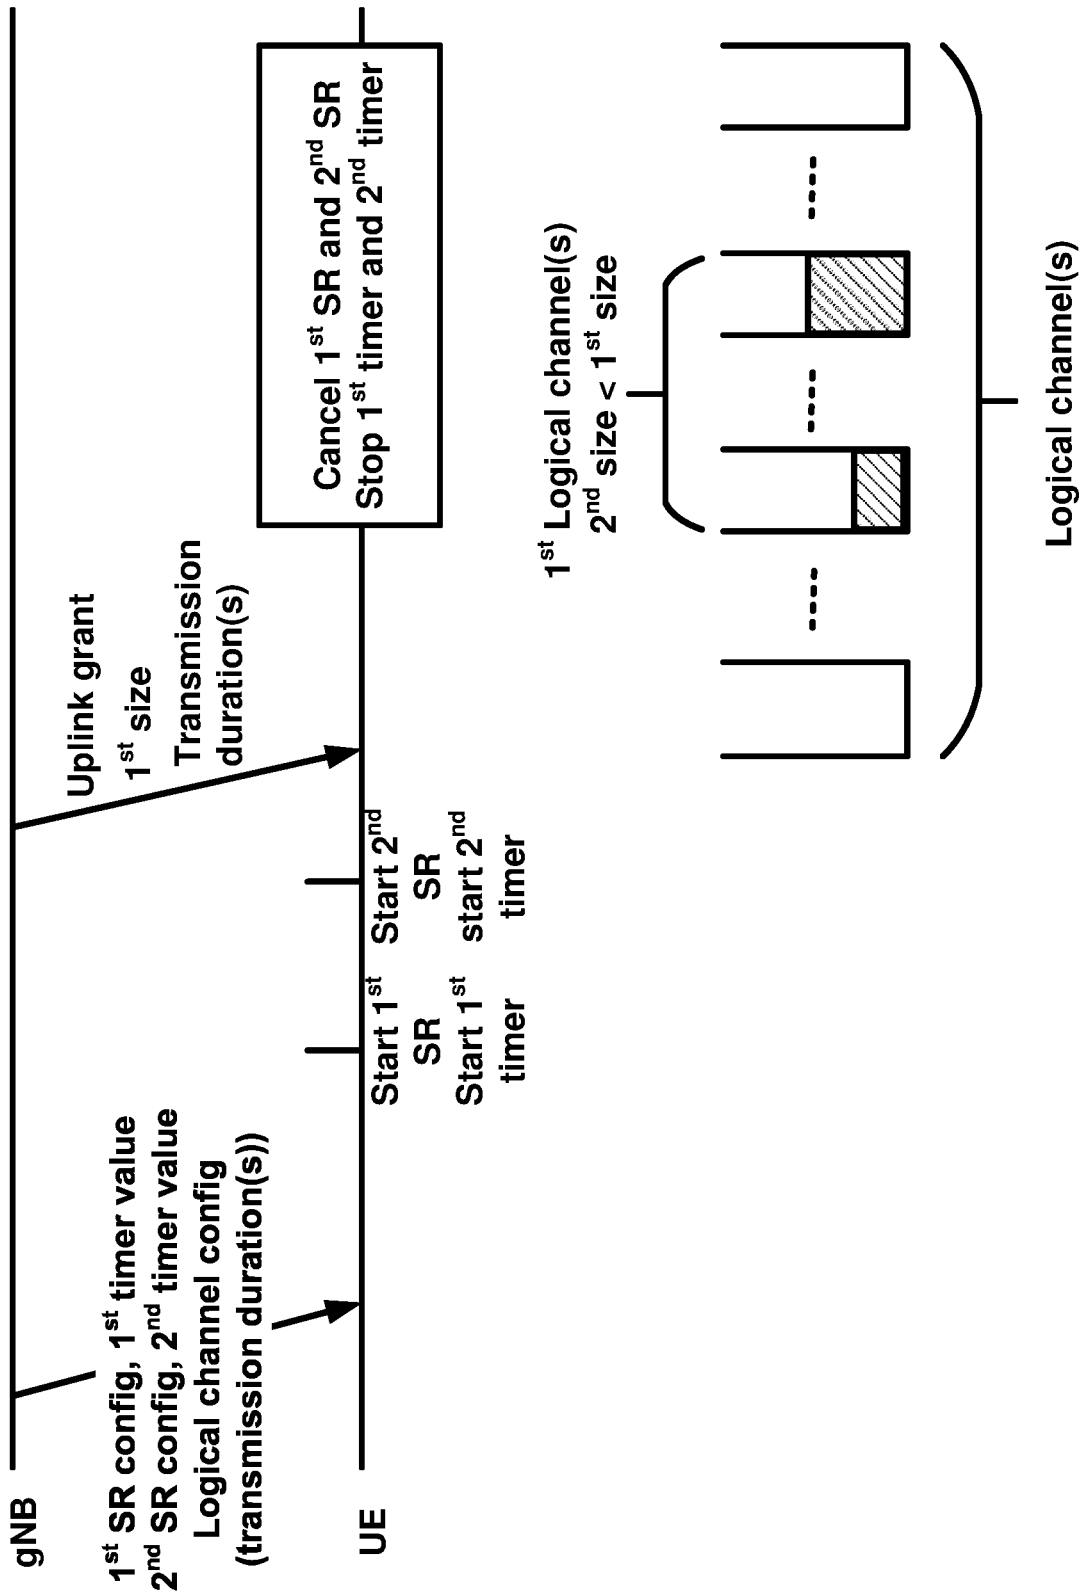 gNB
1st SR config, 1st timer value
2nd SR config, 2nd timer value
Logical channel config
(transmission duration(s))
UE
Start 1st
SR
Start 1st
timer
Start 2nd
SR
start 2nd
timer
Uplink grant
1st size
Transmission
duration(s)
Cancel 1st SR and 2nd SR
Stop 1st timer and 2nd timer
1st Logical channel(s)
2nd size < 1st size
Logical channel(s)